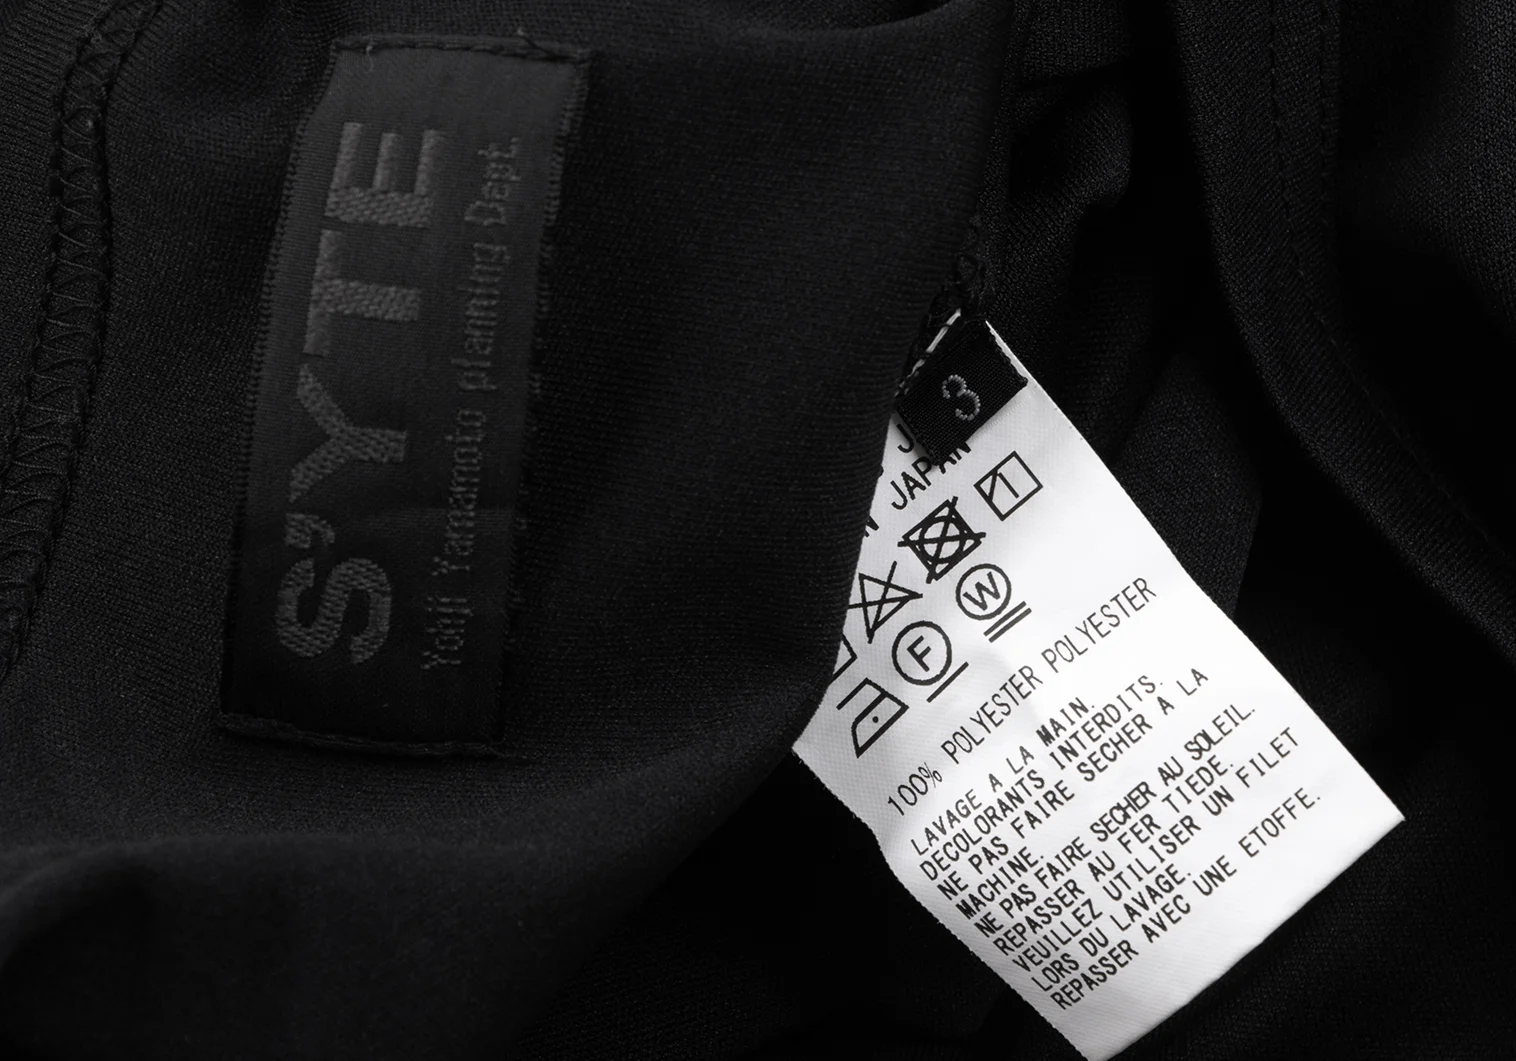 S'YTE
Yohji Yamamoto planning Dept.
3
JAPAN
W
F
100% POLYESTER POLYESTER
LAVAGE A LA MAIN.
DECOLORANTS INTERDITS.
NE PAS FAIRE SECHER A LA
MACHINE.
NE PAS FAIRE SECHER AU SOLEIL.
REPASSER AU FER TIEDE.
VEUILLEZ UTILISER UN FILET
LORS DU LAVAGE.
REPASSER AVEC UNE ETOFFE.